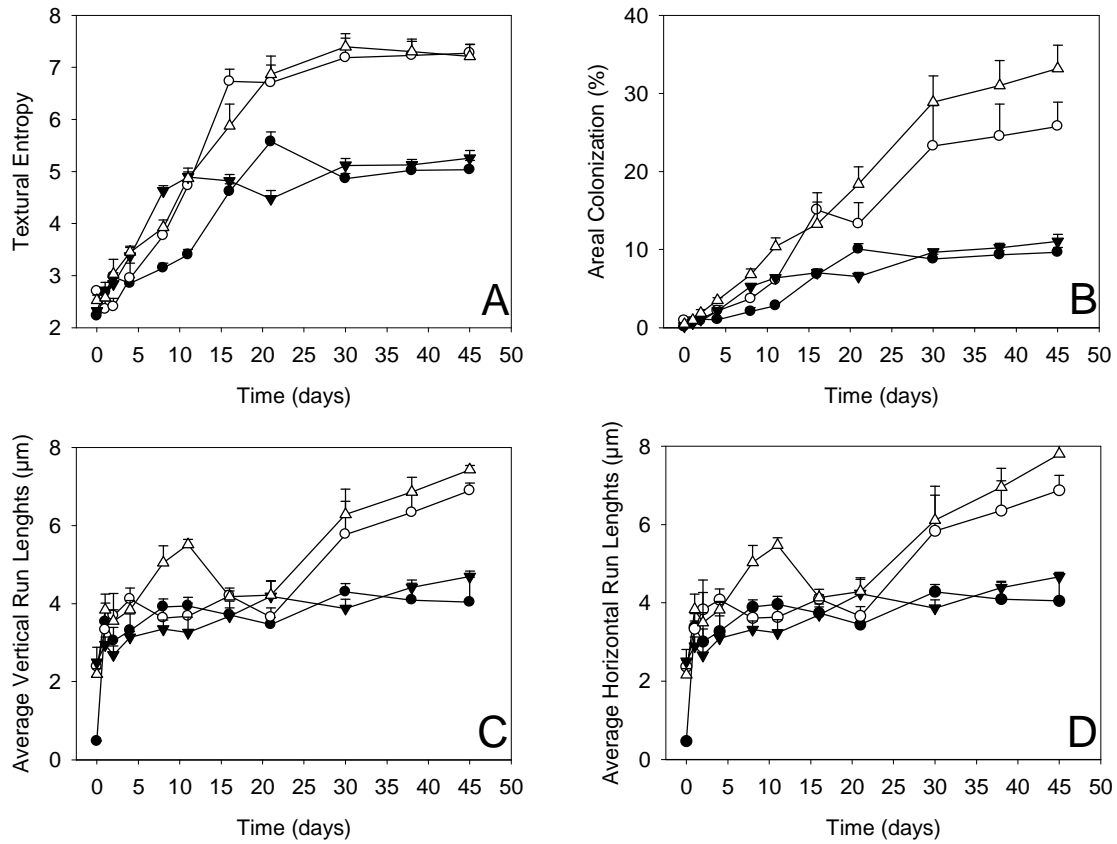 8
7
6
5
4
3
2
Textural Entropy
A
0 5 10 15 20 25 30 35 40 45 50
Time (days)
40
30
20
10
0
Areal Colonization (%)
B
0 5 10 15 20 25 30 35 40 45 50
Time (days)
8
6
4
2
0
Average Vertical Run Lenghts (µm)
C
0 5 10 15 20 25 30 35 40 45 50
Time (days)
8
6
4
2
0
Average Horizontal Run Lenghts (µm)
D
0 5 10 15 20 25 30 35 40 45 50
Time (days)